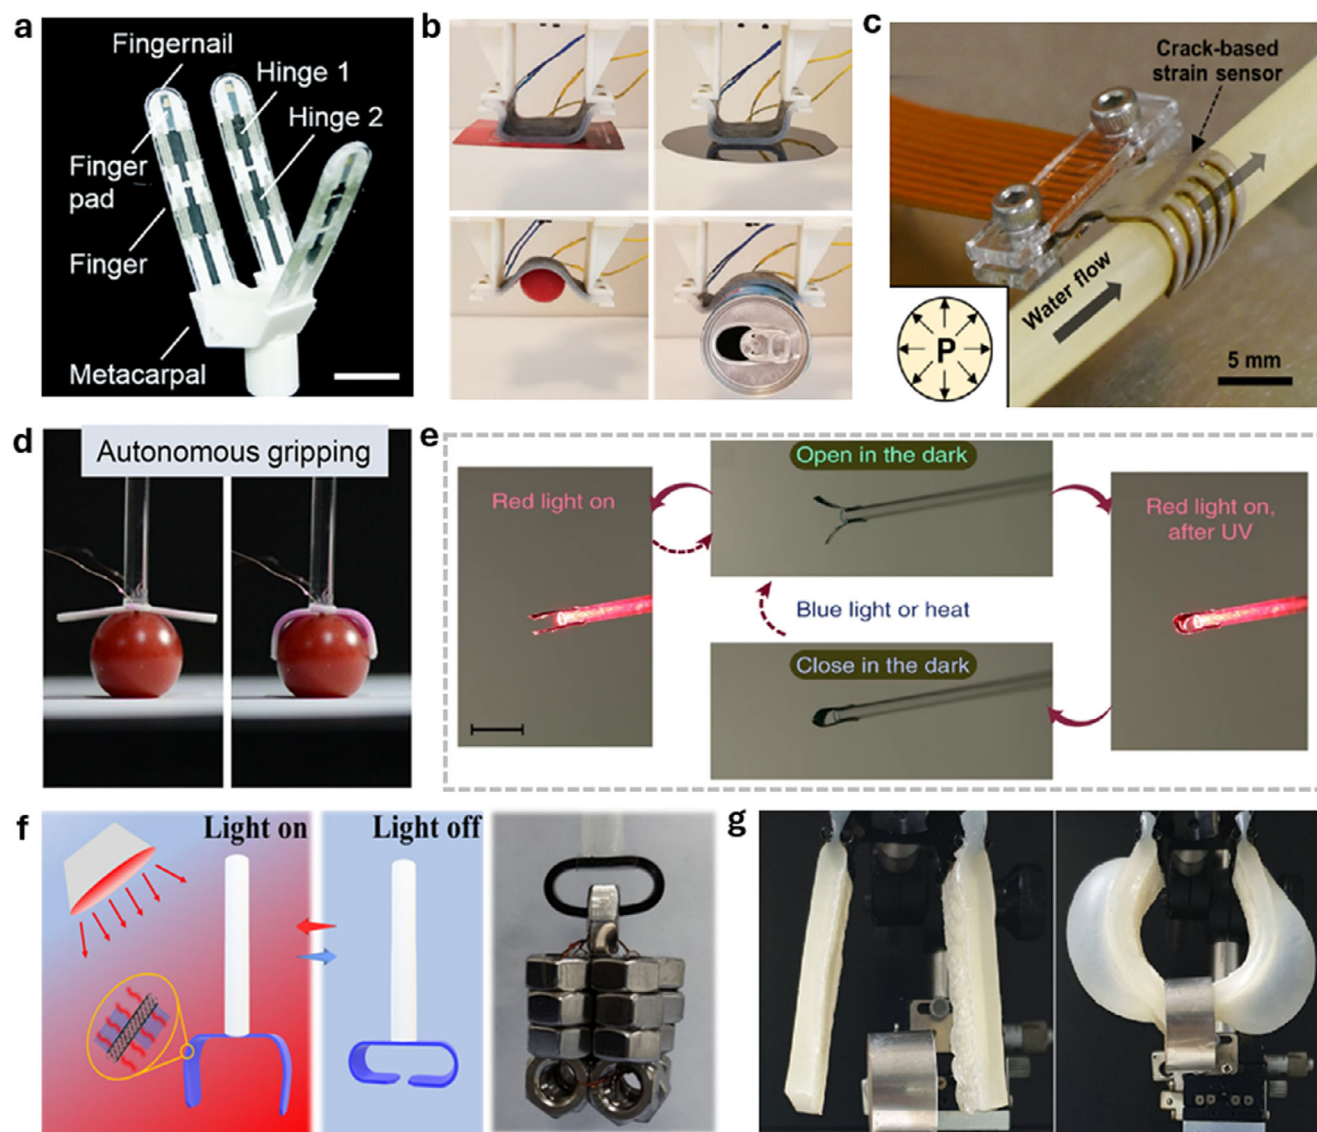 a
Fingernail
Hinge 1
Hinge 2
Finger
pad
Finger
Metacarpal
b
c
Crack-based
strain sensor
Water flow
P
5 mm
d
Autonomous gripping
e
Open in the dark
Red light on
Red light on,
after UV
Blue light or heat
Close in the dark
f
Light on
Light off
g